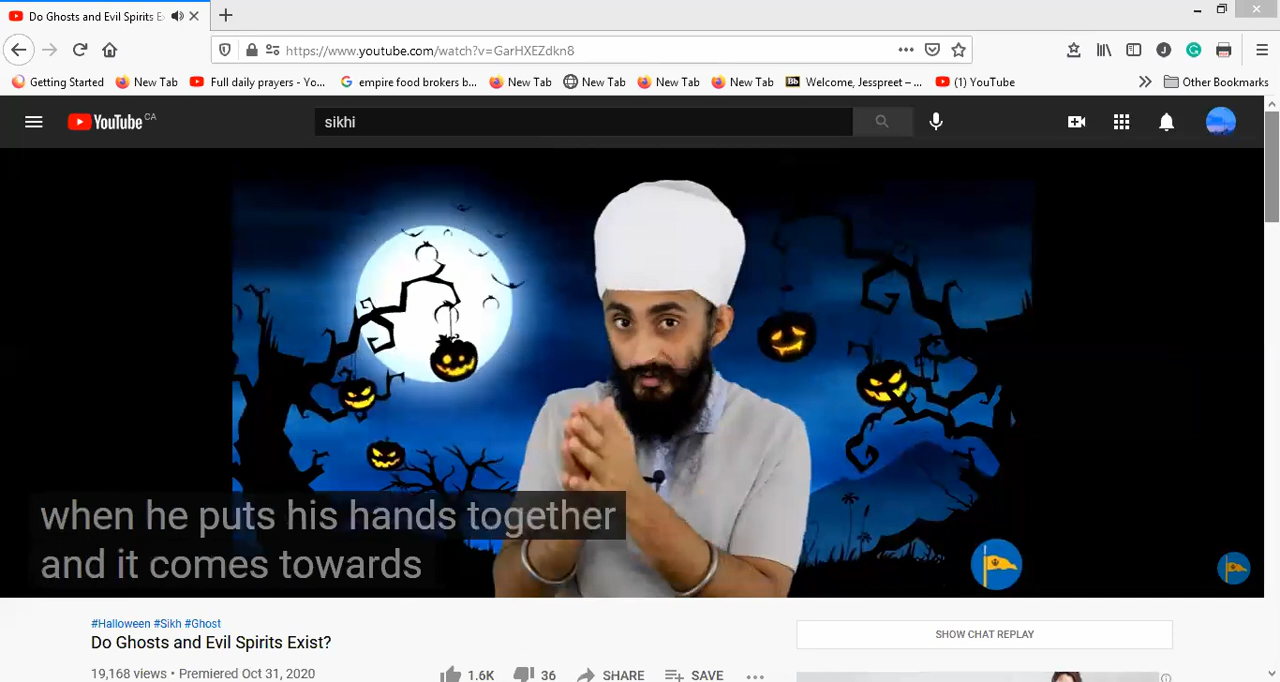 Do Ghosts and Evil Spirits E
https://www.youtube.com/watch?v=GarHXEZdkn8
Getting Started New Tab Full daily prayers - Yo... empire food brokers b... New Tab New Tab New Tab New Tab Bb Welcome, Jesspreet – ... (1) YouTube Other Bookmarks
YouTube CA sikhi
when he puts his hands together
and it comes towards
#Halloween #Sikh #Ghost
Do Ghosts and Evil Spirits Exist?
SHOW CHAT REPLAY
19,168 views • Premiered Oct 31, 2020 1.6K 36 SHARE SAVE